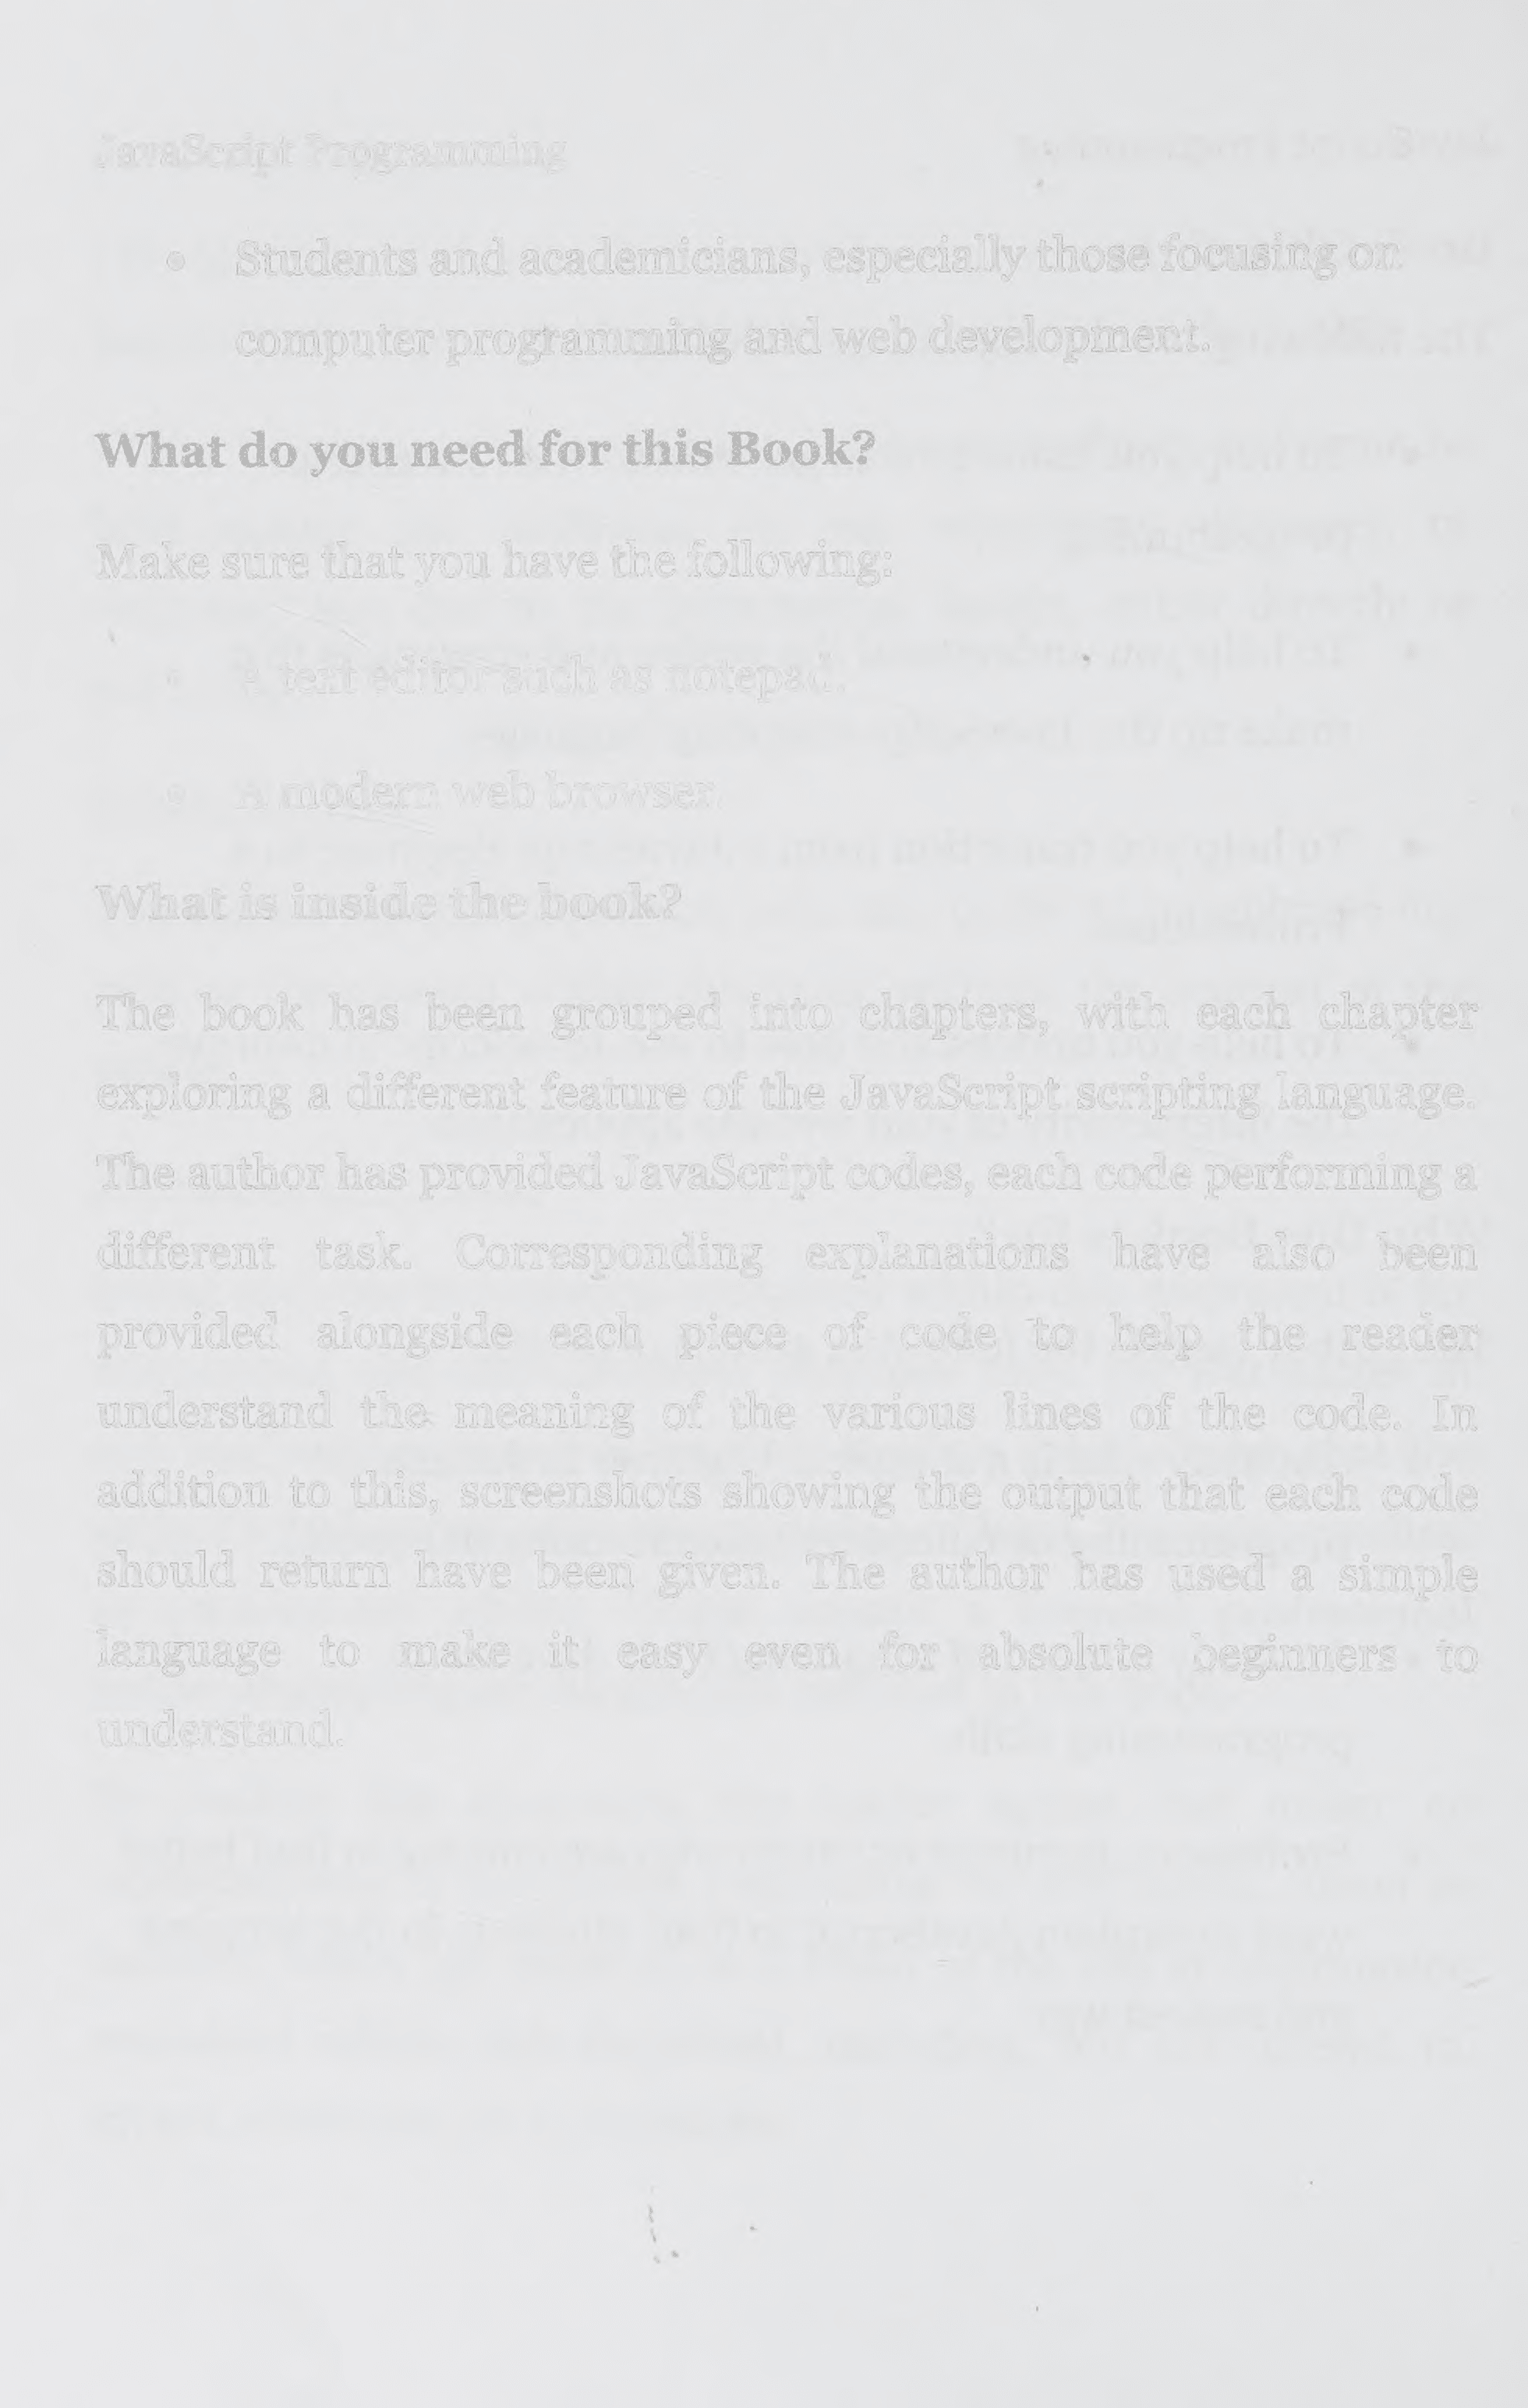 JavaScript Programming
• Students and academicians, especially those focusing on
computer programming and web development.
What do you need for this Book?
Make sure that you have the following:
• A text editor such as notepad.
• A modern web browser.
What is inside the book?
The book has been grouped into chapters, with each chapter
exploring a different feature of the JavaScript scripting language.
The author has provided JavaScript codes, each code performing a
different task. Corresponding explanations have also been
provided alongside each piece of code to help the reader
understand the meaning of the various lines of the code. In
addition to this, screenshots showing the output that each code
should return have been given. The author has used a simple
language to make it easy even for absolute beginners to
understand.